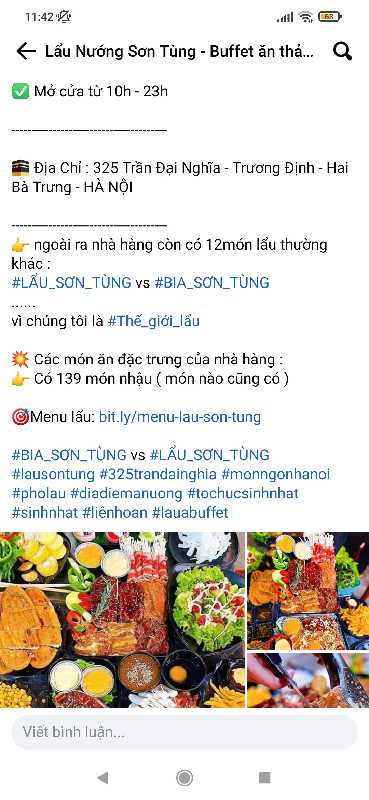 11:42
68
Lẩu Nướng Sơn Tùng - Buffet ăn thả...
Mở cửa từ 10h - 23h
-------------------------------------
Địa Chỉ : 325 Trần Đại Nghĩa - Trương Định - Hai
Bà Trưng - HÀ NỘI
-------------------------------------
ngoài ra nhà hàng còn có 12món lẩu thường
khác :
#LẨU_SƠN_TÙNG vs #BIA_SƠN_TÙNG
......
vì chúng tôi là #Thế_giới_lẩu
Các món ăn đặc trưng của nhà hàng :
Có 139 món nhậu ( món nào cũng có )
Menu lẩu: bit.ly/menu-lau-son-tung
#BIA_SƠN_TÙNG vs #LẨU_SƠN_TÙNG
#lausontung #325trandainghia #monngonhanoi
#pholau #diadiemanuong #tochucsinhnhat
#sinhnhat #liênhoan #lauabuffet
Viết bình luận...